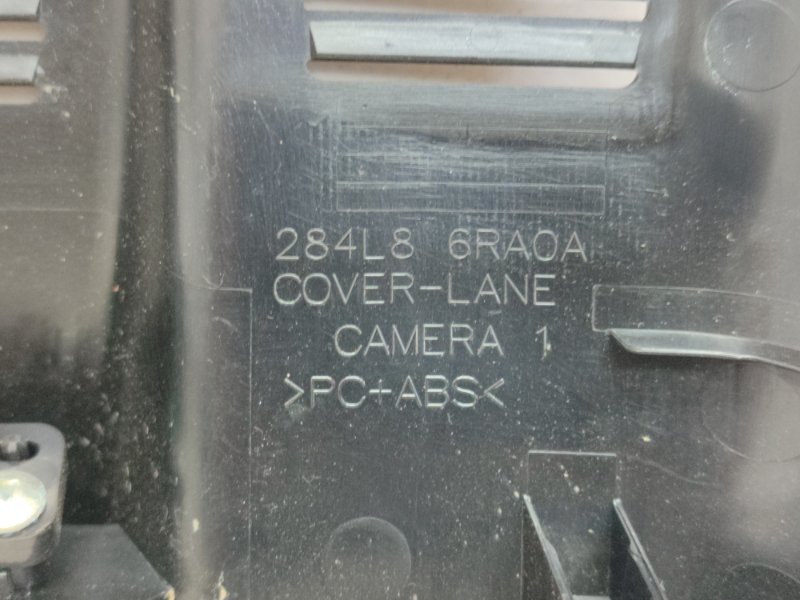 284L8 6RA0A
COVER-LANE
CAMERA 1
>PC+ABS<